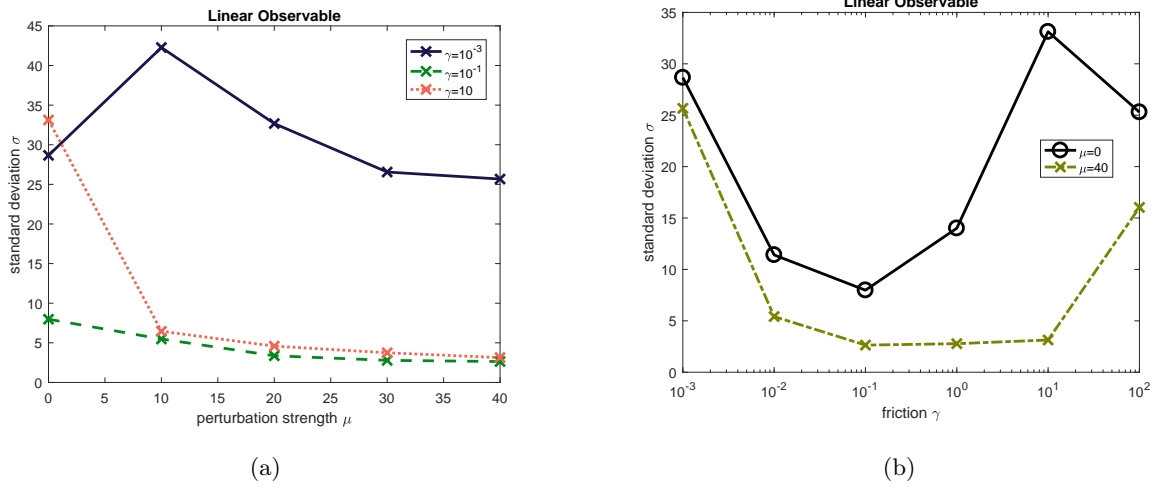 Linear Observable
50
45
40
35
30
25
20
15
10
5
0
standard deviation σ
γ=10⁻³
γ=10⁻¹
γ=10
0 5 10 15 20 25 30 35 40
perturbation strength μ
(a)
Linear Observable
35
30
25
20
15
10
5
0
standard deviation σ
μ=0
μ=40
10⁻³ 10⁻² 10⁻¹ 10⁰ 10¹ 10²
friction γ
(b)